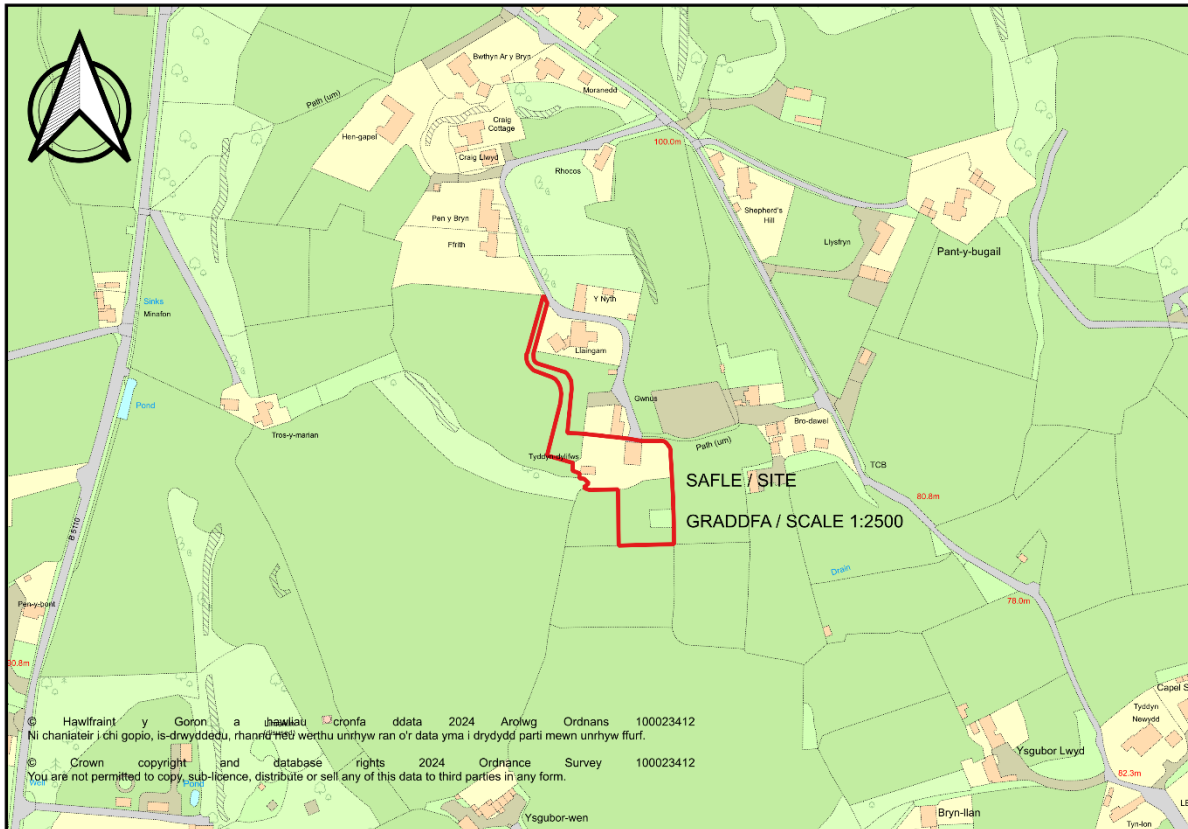 Bwthyn Ar y Bryn
Moranedd
Path (um)
Craig
Cottage
Hen-gapel
Craig Llwyd
100.0m
Rhocos
Shepherd's
Hill
Pen y Bryn
Llysfryn
Pant-y-bugail
Ffrith
Sinks
Minafon
Y Nyth
Llaingam
Pond
Gwnus
Bro-dawel
Tros-y-marian
Path (um)
TCB
SAFLE / SITE
80.8m
GRADDFA / SCALE 1:2500
B 5110
Drain
Pen-y-bont
78.0m
90.8m
Capel S
Tyddyn
Newydd
© Hawlfraint y Goron a hawliau cronfa ddata 2024 Arolwg Ordnans 100023412
Ni chaniateir i chi gopio, is-drwyddedu, rhannu neu werthu unrhyw ran o'r data yma i drydydd parti mewn unrhyw ffurf.
Ysgubor Lwyd
© Crown copyright and database rights 2024 Ordnance Survey 100023412
You are not permitted to copy, sub-licence, distribute or sell any of this data to third parties in any form.
82.3m
Well
Pond
Ysgubor-wen
Bryn-llan
Tyn-lon
LB